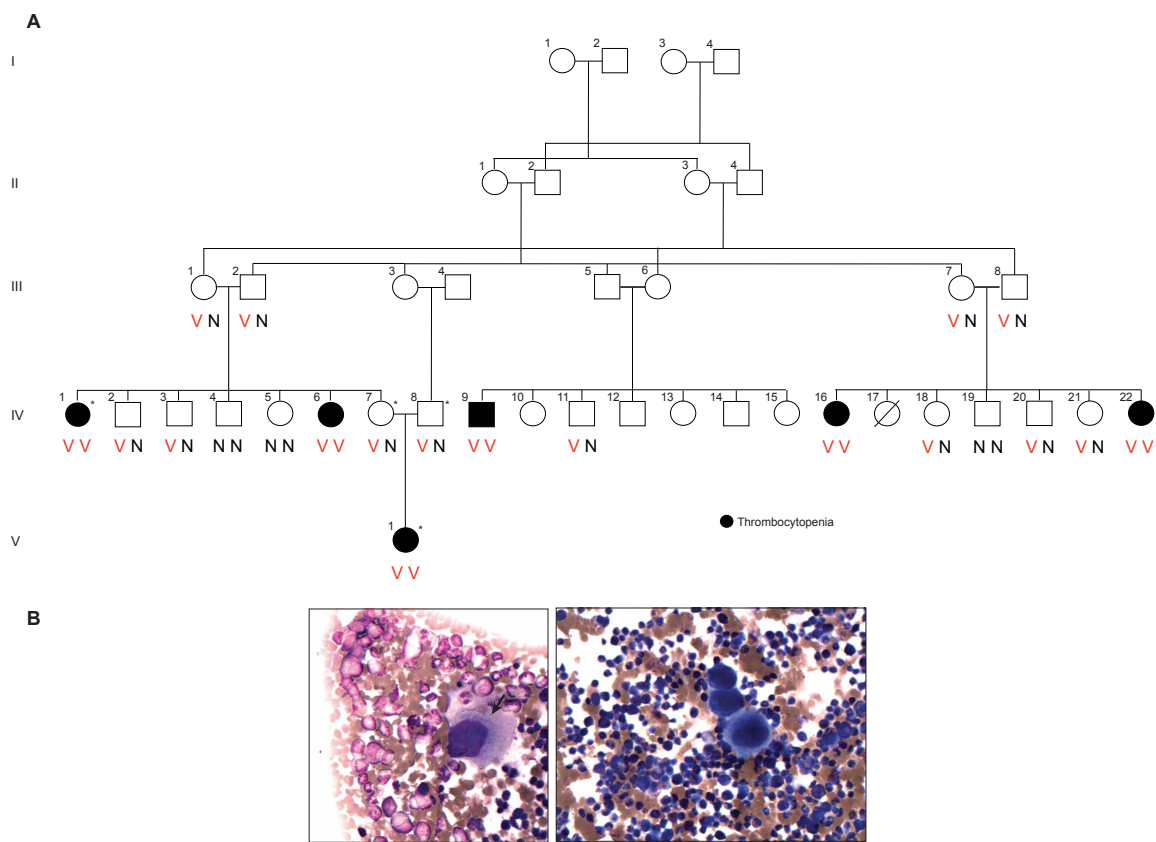 A
I
1 2 3 4
II
1 2 3 4
III
1 2 3 4 5 6 7 8
V N V N V N V N
IV
1 * 2 3 4 5 6 7 * 8 * 9 10 11 12 13 14 15 16 17 18 19 20 21 22
V V V N V N N N N N V V V N V N V V V N V V V N N N V N V N V V
V
1 *
Thrombocytopenia
V V
B